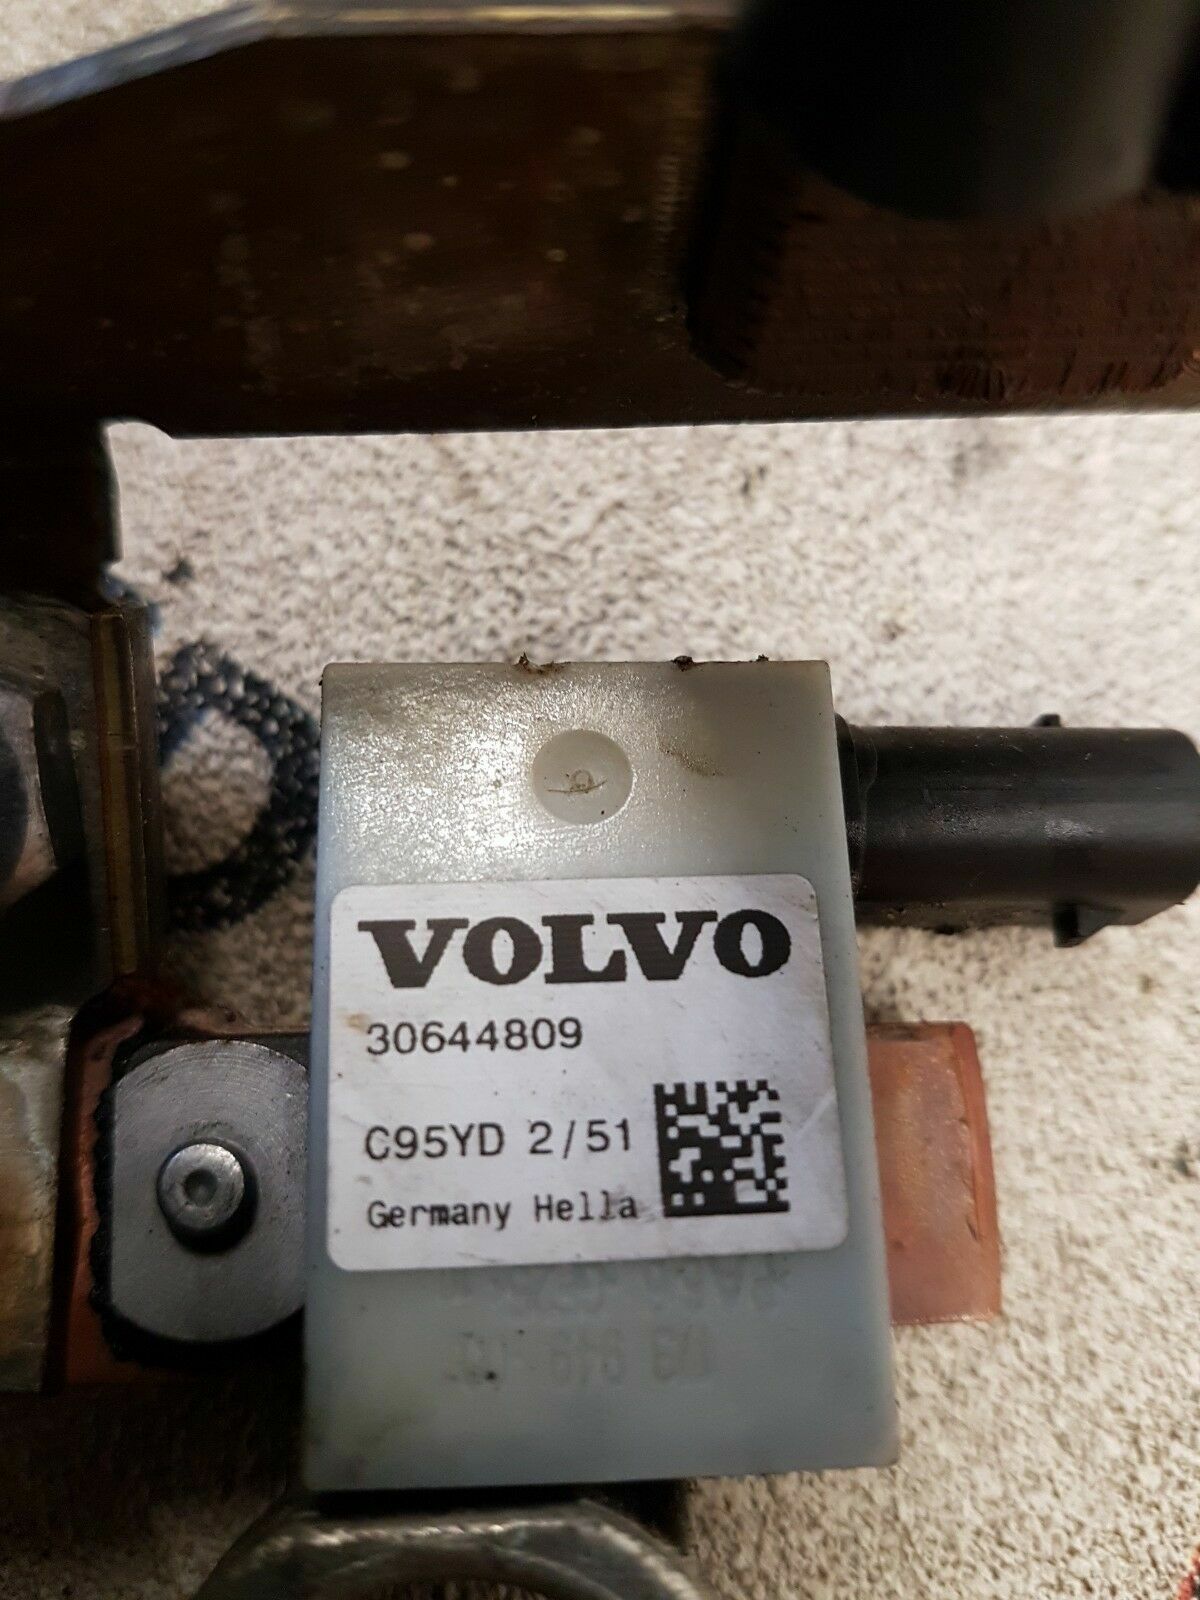 VOLVO
30644809
C95YD 2/51
Germany Hella